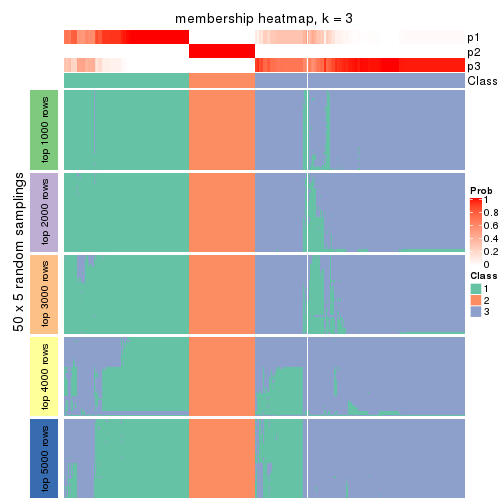 membership heatmap, k = 3
p1
p2
p3
Class
50 x 5 random samplings
top 1000 rows
top 2000 rows
top 3000 rows
top 4000 rows
top 5000 rows
Prob
1
0.8
0.6
0.4
0.2
0
Class
1
2
3